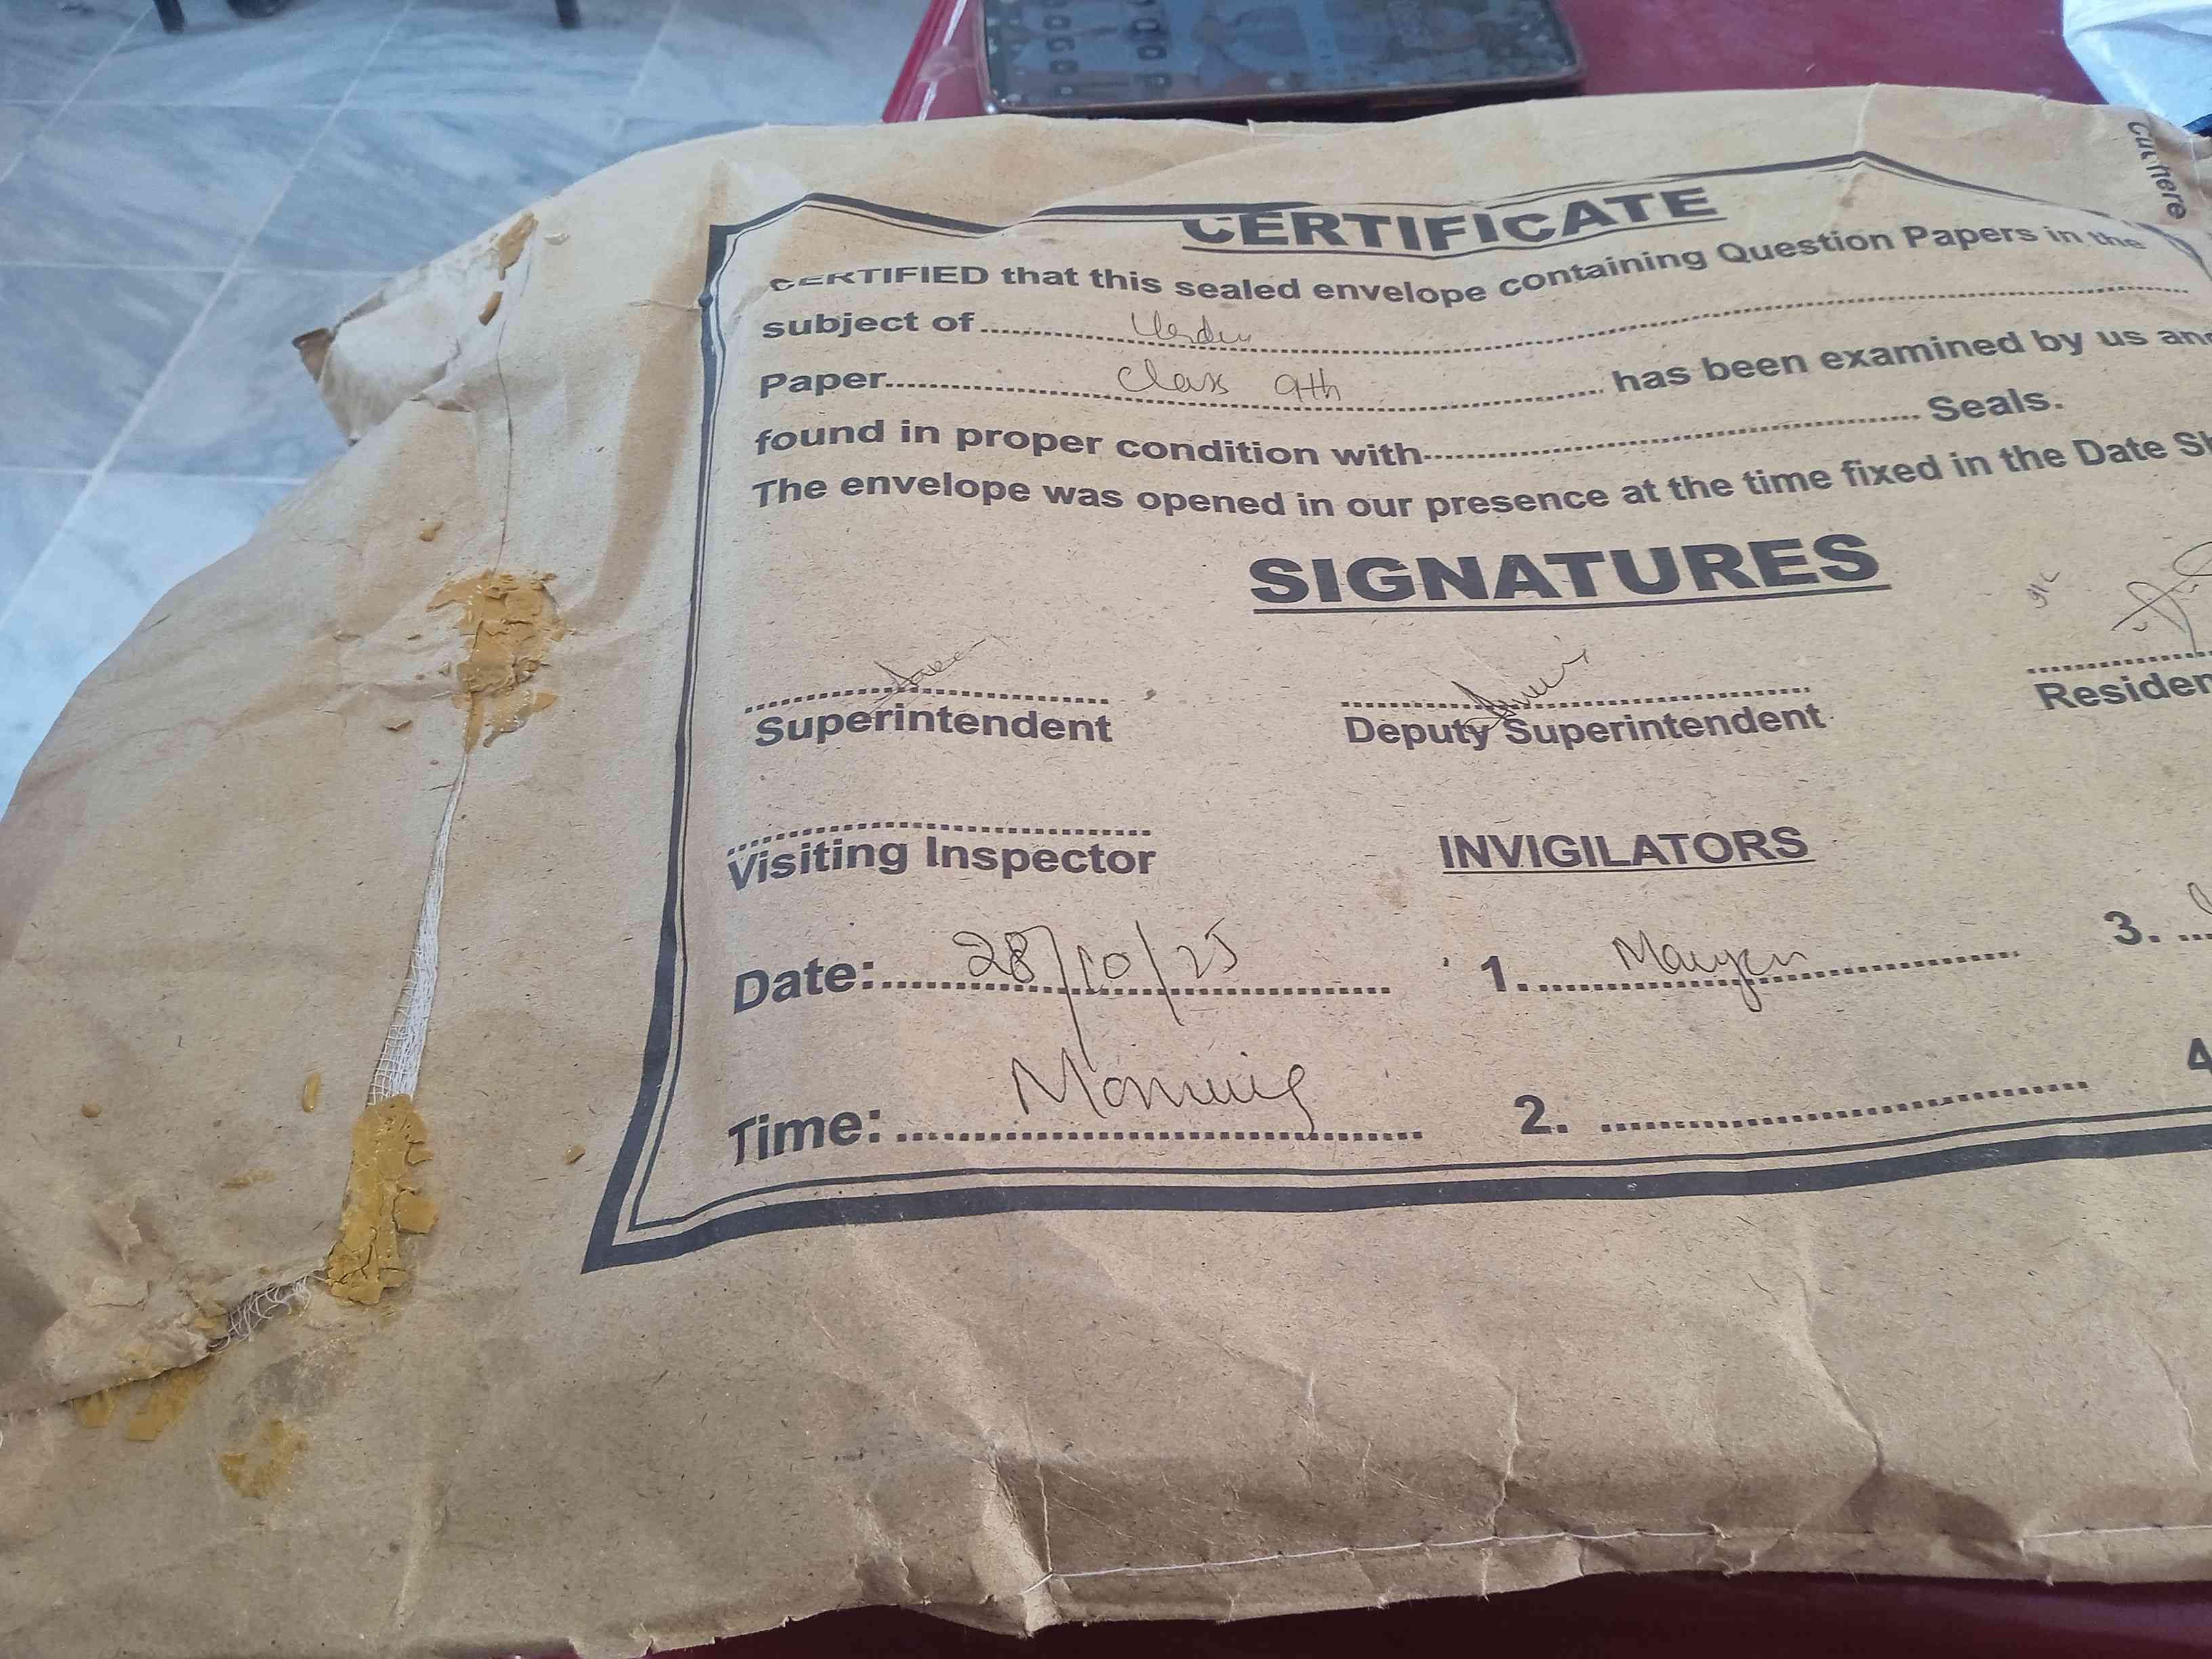 Cut here
CERTIFICATE
CERTIFIED that this sealed envelope containing Question Papers in the
subject of.......... Urdu ..........
Paper.......... Class 9th .......... has been examined by us and
found in proper condition with.......... Seals.
The envelope was opened in our presence at the time fixed in the Date
SIGNATURES
Superintendent
Deputy Superintendent
Visiting Inspector
INVIGILATORS
Date:.......... 28/10/25 ..........
1...........
3. ...
Time: .......... Morning ..........
2. ..........
4